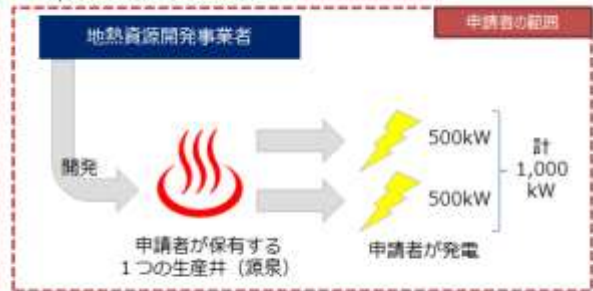 申請者の範囲
地熱資源開発事業者
開発
500kW
500kW
計
1,000
kW
申請者が保有する
１つの生産井（源泉）
申請者が発電